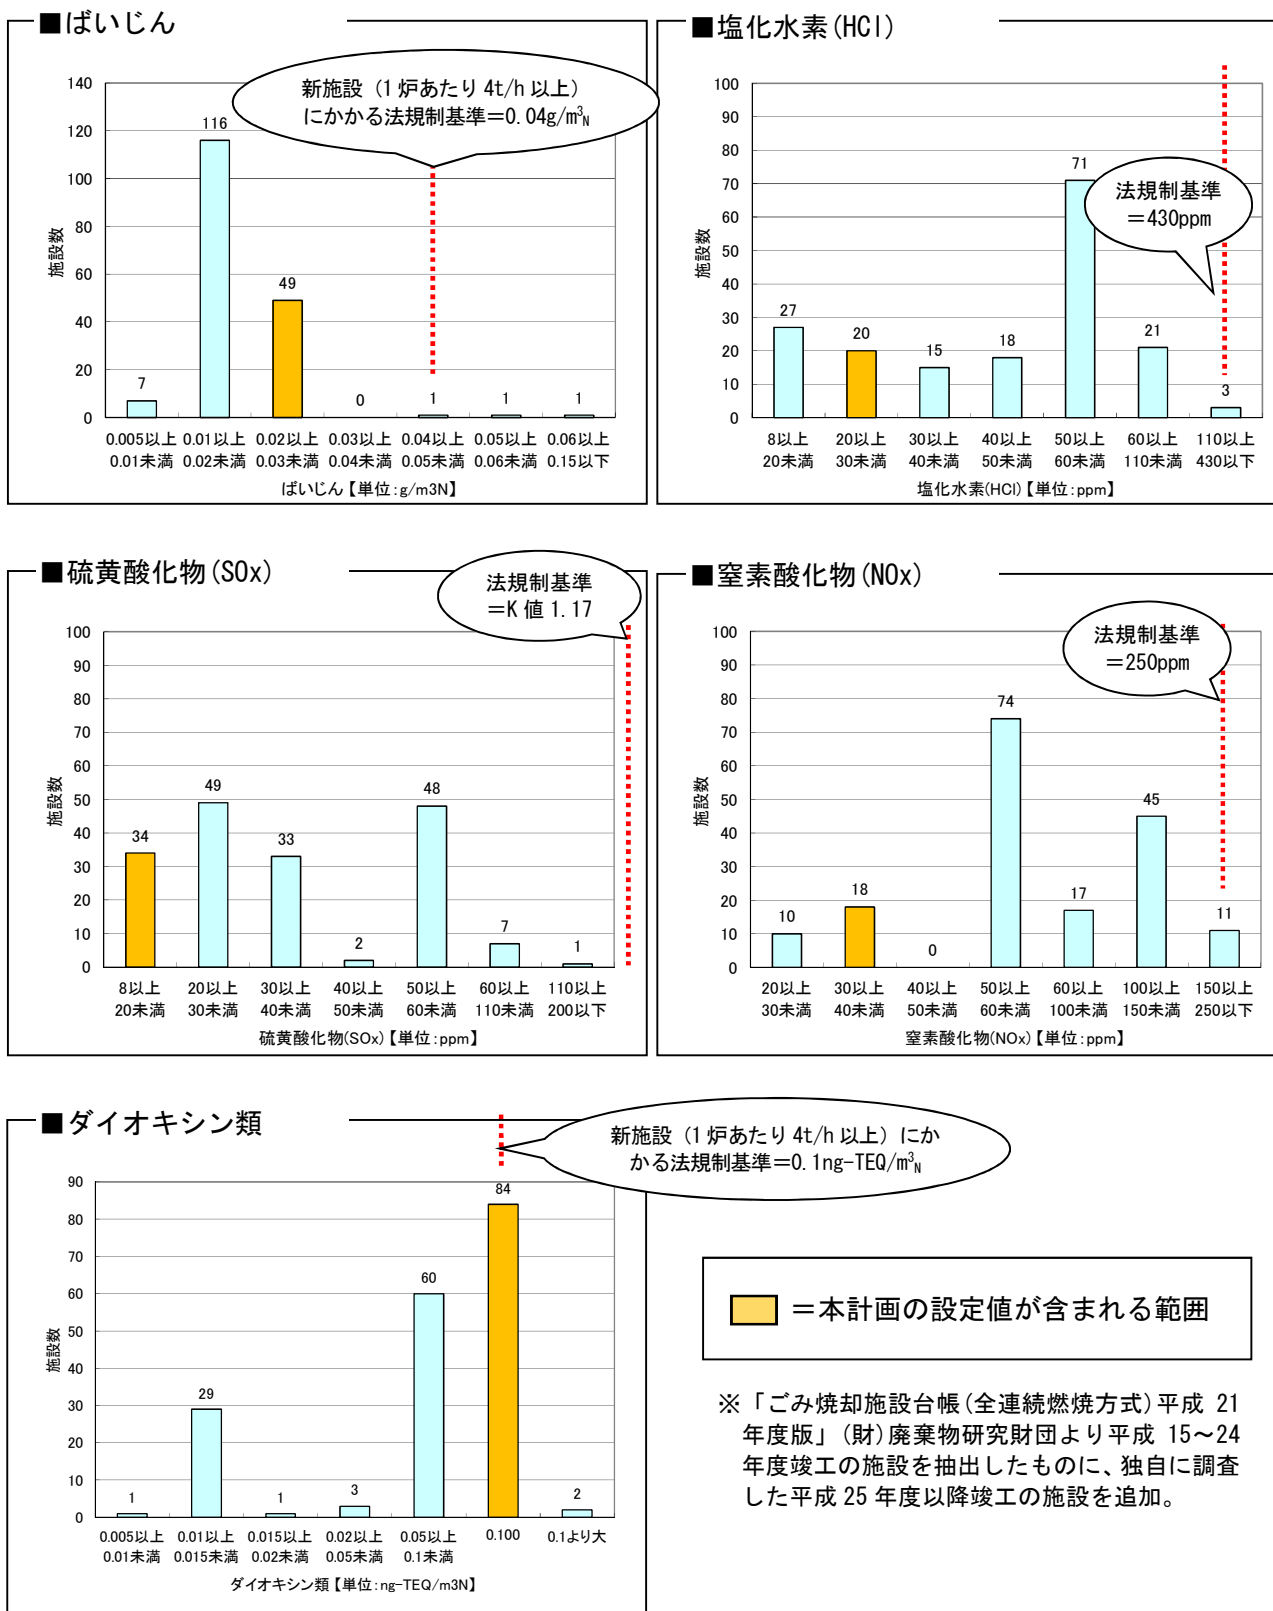 ■ばいじん
新施設（1炉あたり 4t/h 以上）
にかかる法規制基準＝0.04g/m³N
140
120
100
80
60
40
20
0
施設数
7
116
49
0
1
1
1
0.005以上 0.01以上 0.02以上 0.03以上 0.04以上 0.05以上 0.06以上
0.01未満 0.02未満 0.03未満 0.04未満 0.05未満 0.06未満 0.15以下
ばいじん【単位：g/m3N】
■塩化水素(HCl)
法規制基準
＝430ppm
100
90
80
70
60
50
40
30
20
10
0
施設数
27
20
15
18
71
21
3
8以上 20以上 30以上 40以上 50以上 60以上 110以上
20未満 30未満 40未満 50未満 60未満 110未満 430以下
塩化水素(HCl)【単位：ppm】
■硫黄酸化物(SOx)
法規制基準
＝K値 1.17
100
90
80
70
60
50
40
30
20
10
0
施設数
34
49
33
2
48
7
1
8以上 20以上 30以上 40以上 50以上 60以上 110以上
20未満 30未満 40未満 50未満 60未満 110未満 200以下
硫黄酸化物(SOx)【単位：ppm】
■窒素酸化物(NOx)
法規制基準
＝250ppm
100
90
80
70
60
50
40
30
20
10
0
施設数
10
18
0
74
17
45
11
20以上 30以上 40以上 50以上 60以上 100以上 150以上
30未満 40未満 50未満 60未満 100未満 150未満 250以下
窒素酸化物(NOx)【単位：ppm】
■ダイオキシン類
新施設（1炉あたり 4t/h 以上）にか
かる法規制基準＝0.1ng-TEQ/m³N
90
80
70
60
50
40
30
20
10
0
施設数
1
29
1
3
60
84
2
0.005以上 0.01以上 0.015以上 0.02以上 0.05以上 0.100 0.1より大
0.01未満 0.015未満 0.02未満 0.05未満 0.1未満
ダイオキシン類【単位：ng-TEQ/m3N】
＝本計画の設定値が含まれる範囲
※「ごみ焼却施設台帳(全連続燃焼方式)平成 21
年度版」(財)廃棄物研究財団より平成 15～24
年度竣工の施設を抽出したものに、独自に調査
した平成 25 年度以降竣工の施設を追加。